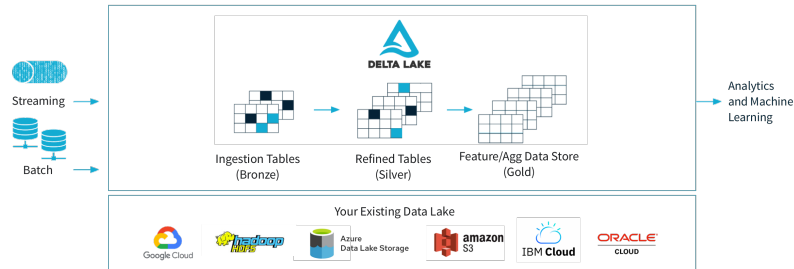 DELTA LAKE
Streaming
Batch
Ingestion Tables
(Bronze)
Refined Tables
(Silver)
Feature/Agg Data Store
(Gold)
Analytics
and Machine
Learning
Your Existing Data Lake
Google Cloud
hadoop
HDFS
Azure
Data Lake Storage
amazon
S3
IBM Cloud
ORACLE
CLOUD